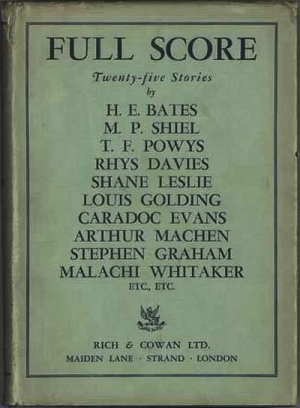 FULL SCORE
Twenty-five Stories
by
H. E. BATES
M. P. SHIEL
T. F. POWYS
RHYS DAVIES
SHANE LESLIE
LOUIS GOLDING
CARADOC EVANS
ARTHUR MACHEN
STEPHEN GRAHAM
MALACHI WHITAKER
ETC., ETC.
RICH & COWAN LTD.
MAIDEN LANE · STRAND · LONDON